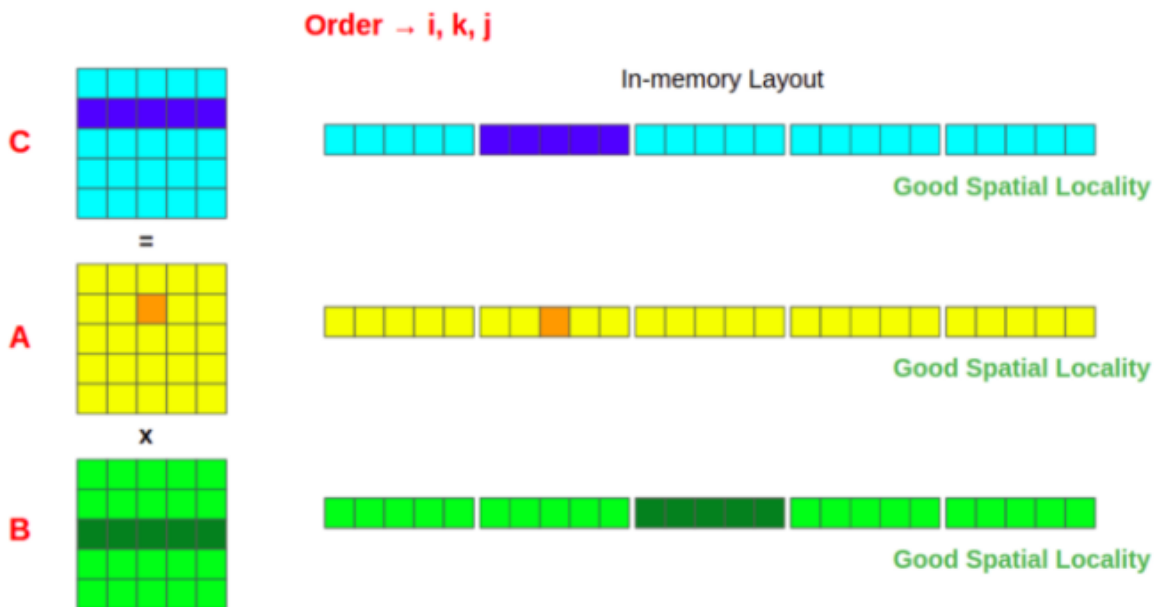 Order → i, k, j
In-memory Layout
C
Good Spatial Locality
=
A
Good Spatial Locality
x
B
Good Spatial Locality